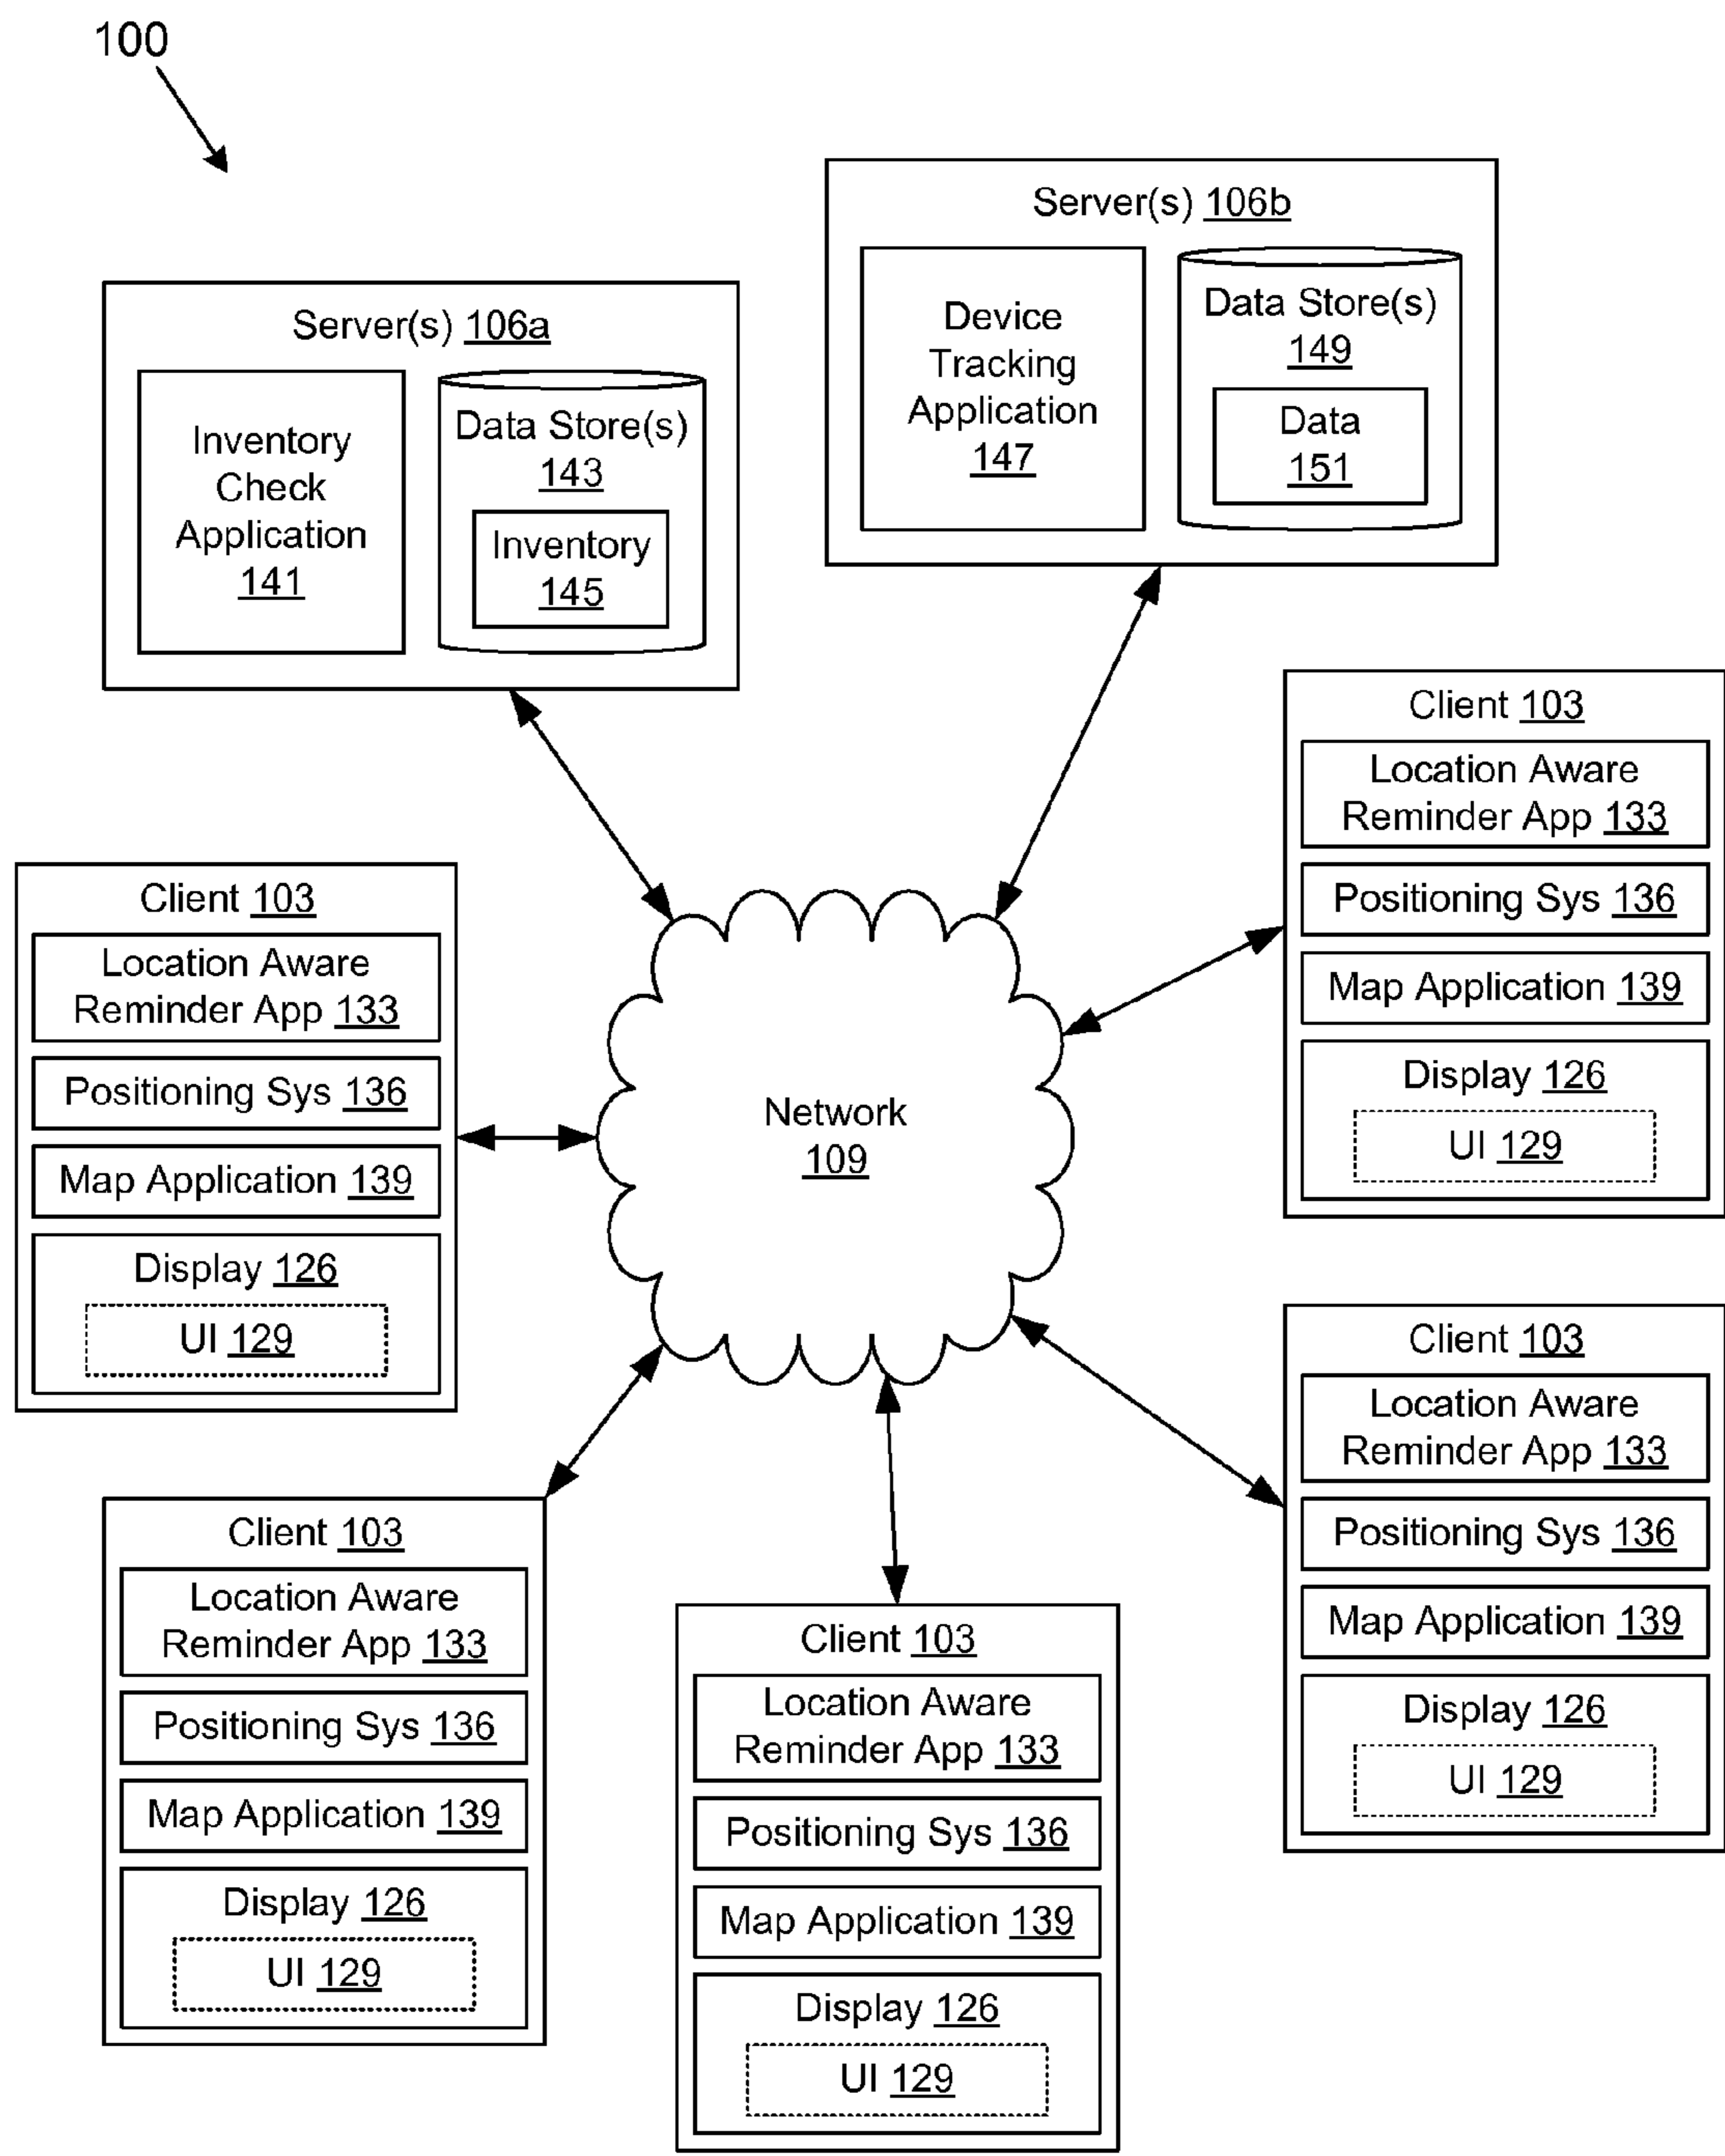 100
Server(s) 106b
Device
Tracking
Application
147
Data Store(s)
149
Data
151
Server(s) 106a
Inventory
Check
Application
141
Data Store(s)
143
Inventory
145
Client 103
Location Aware
Reminder App 133
Positioning Sys 136
Map Application 139
Display 126
UI 129
Client 103
Location Aware
Reminder App 133
Positioning Sys 136
Map Application 139
Display 126
UI 129
Network
109
Client 103
Location Aware
Reminder App 133
Positioning Sys 136
Map Application 139
Display 126
UI 129
Client 103
Location Aware
Reminder App 133
Positioning Sys 136
Map Application 139
Display 126
UI 129
Client 103
Location Aware
Reminder App 133
Positioning Sys 136
Map Application 139
Display 126
UI 129